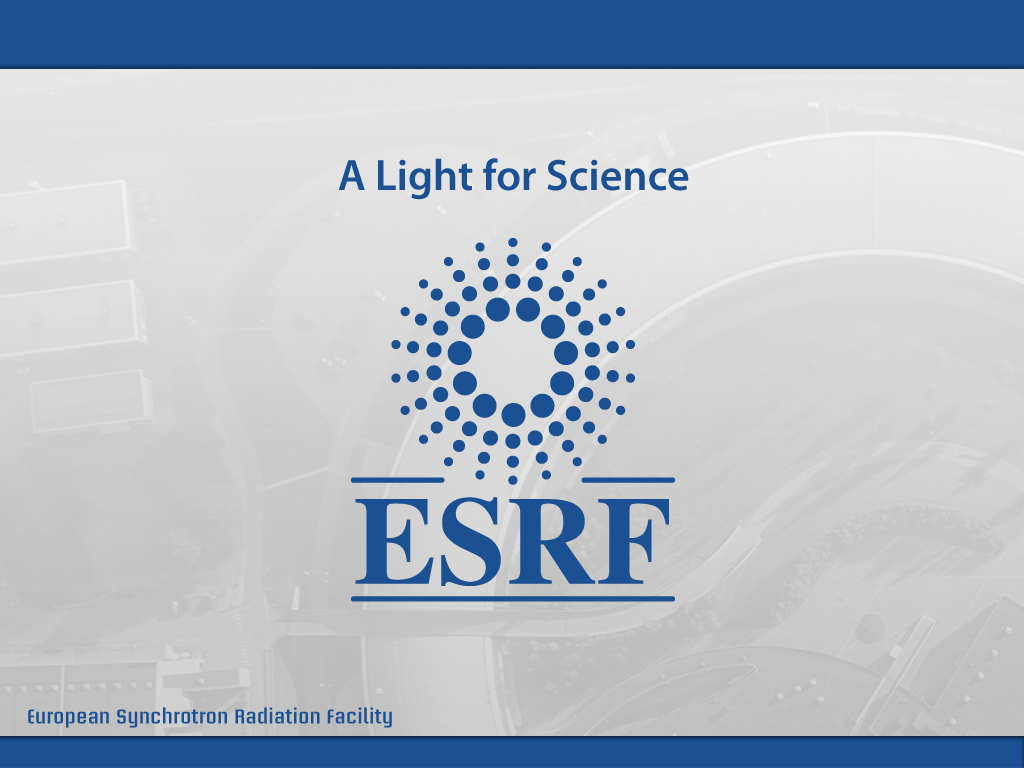 A Light for Science
ESRF
European Synchrotron Radiation Facility